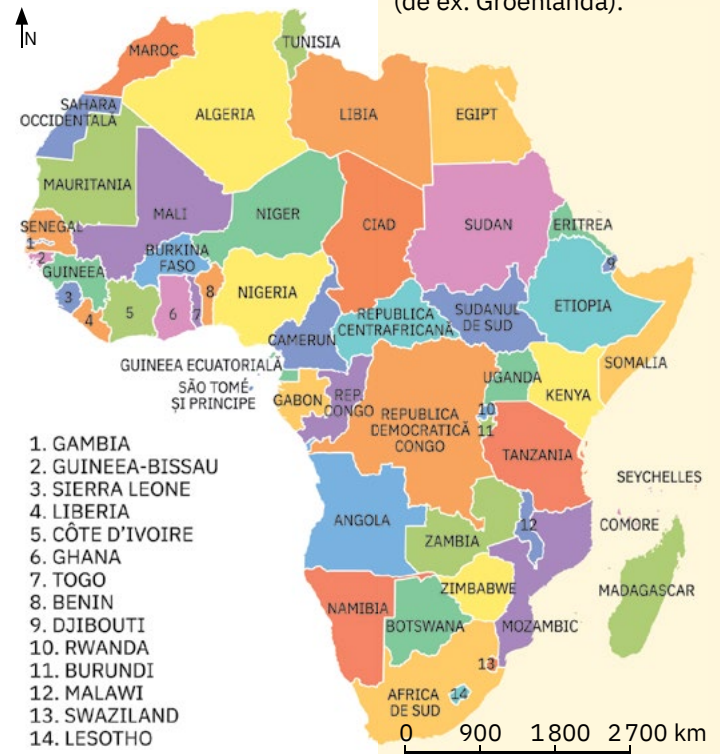 (de ex. Groenlanda).
N
MAROC
TUNISIA
ALGERIA
LIBIA
EGIPT
SAHARA
OCCIDENTALĂ
MAURITANIA
MALI
NIGER
CIAD
SUDAN
ERITREA
SENEGAL
1
2
GUINEEA
BURKINA
FASO
3
4
5
6
7
8
NIGERIA
9
ETIOPIA
REPUBLICA
CENTRAFRICANĂ
SUDANUL
DE SUD
CAMERUN
SOMALIA
GUINEEA ECUATORIALĂ
SÃO TOMÉ
ȘI PRINCIPE
GABON
REP.
CONGO
REPUBLICA
DEMOCRATICĂ
CONGO
UGANDA
KENYA
10
11
TANZANIA
SEYCHELLES
ANGOLA
12
COMORE
ZAMBIA
MADAGASCAR
ZIMBABWE
NAMIBIA
BOTSWANA
MOZAMBIC
13
14
AFRICA
DE SUD
1. GAMBIA
2. GUINEEA-BISSAU
3. SIERRA LEONE
4. LIBERIA
5. CÔTE D'IVOIRE
6. GHANA
7. TOGO
8. BENIN
9. DJIBOUTI
10. RWANDA
11. BURUNDI
12. MALAWI
13. SWAZILAND
14. LESOTHO
0 900 1 800 2 700 km